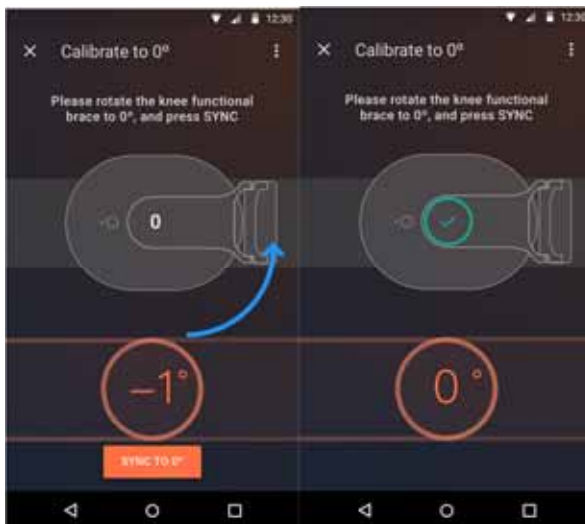 12:30
Calibrate to 0º
Please rotate the knee functional
brace to 0º, and press SYNC
0
−1°
SYNC TO 0º
12:30
Calibrate to 0º
Please rotate the knee functional
brace to 0º, and press SYNC
0°